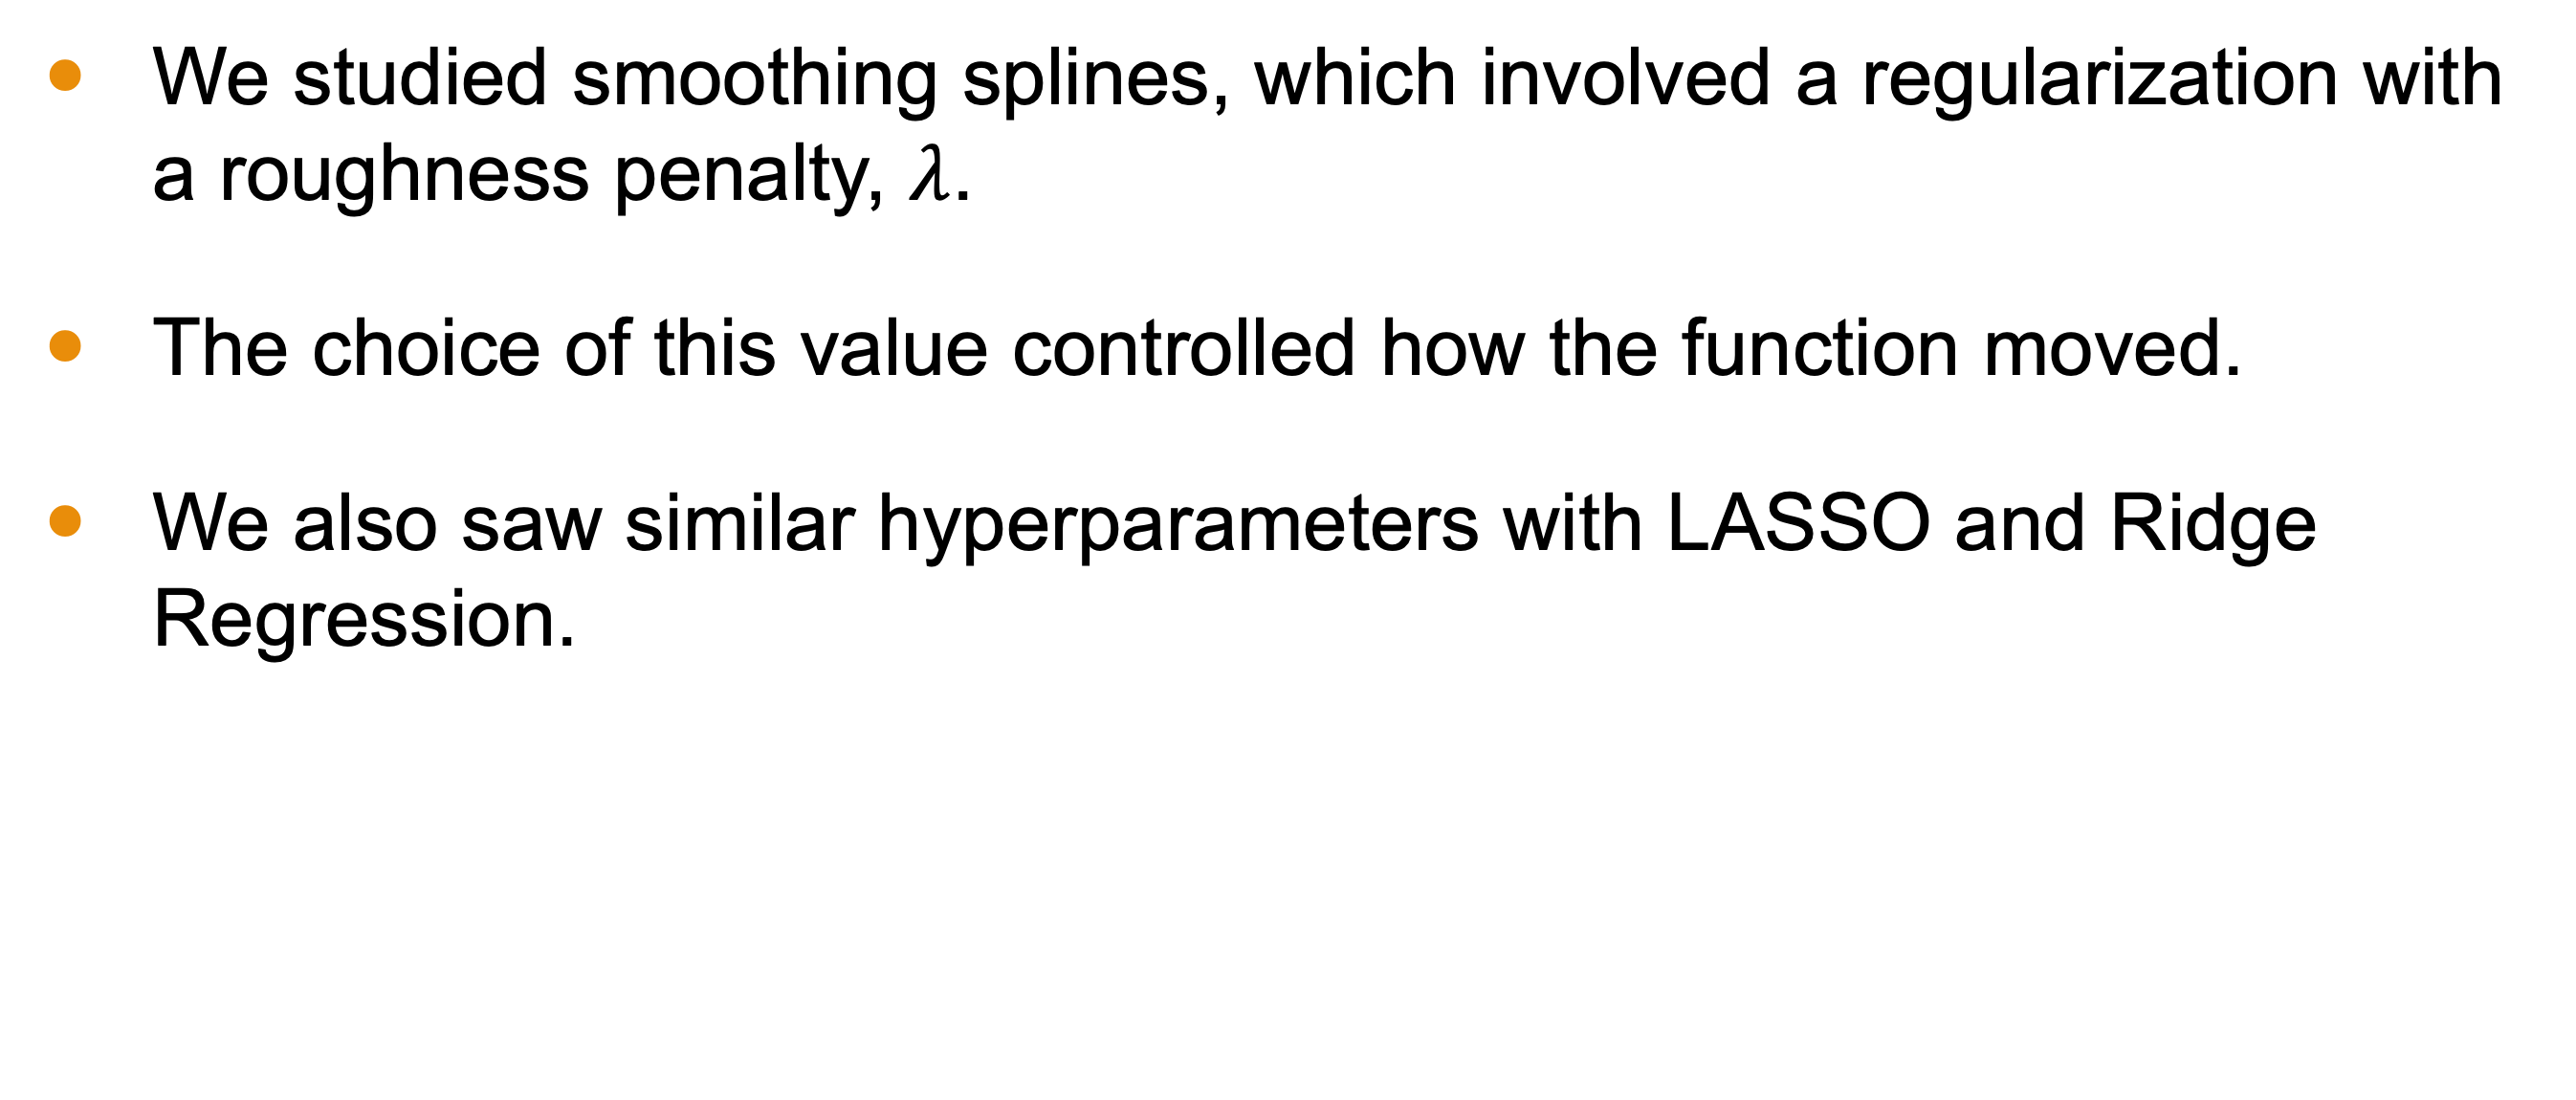 • We studied smoothing splines, which involved a regularization with
a roughness penalty, λ.
• The choice of this value controlled how the function moved.
• We also saw similar hyperparameters with LASSO and Ridge
Regression.